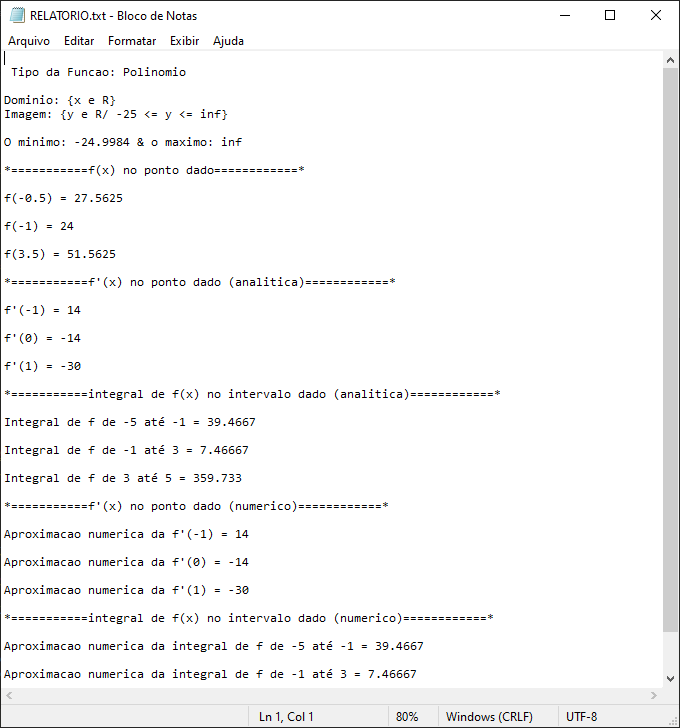 RELATORIO.txt - Bloco de Notas
Arquivo Editar Formatar Exibir Ajuda
Tipo da Funcao: Polinomio
Dominio: {x e R}
Imagem: {y e R/ -25 <= y <= inf}
O minimo: -24.9984 & o maximo: inf
*===========f(x) no ponto dado============*
f(-0.5) = 27.5625
f(-1) = 24
f(3.5) = 51.5625
*===========f'(x) no ponto dado (analitica)============*
f'(-1) = 14
f'(0) = -14
f'(1) = -30
*===========integral de f(x) no intervalo dado (analitica)============*
Integral de f de -5 até -1 = 39.4667
Integral de f de -1 até 3 = 7.46667
Integral de f de 3 até 5 = 359.733
*===========f'(x) no ponto dado (numerico)============*
Aproximacao numerica da f'(-1) = 14
Aproximacao numerica da f'(0) = -14
Aproximacao numerica da f'(1) = -30
*===========integral de f(x) no intervalo dado (numerico)============*
Aproximacao numerica da integral de f de -5 até -1 = 39.4667
Aproximacao numerica da integral de f de -1 até 3 = 7.46667
Ln 1, Col 1 80% Windows (CRLF) UTF-8